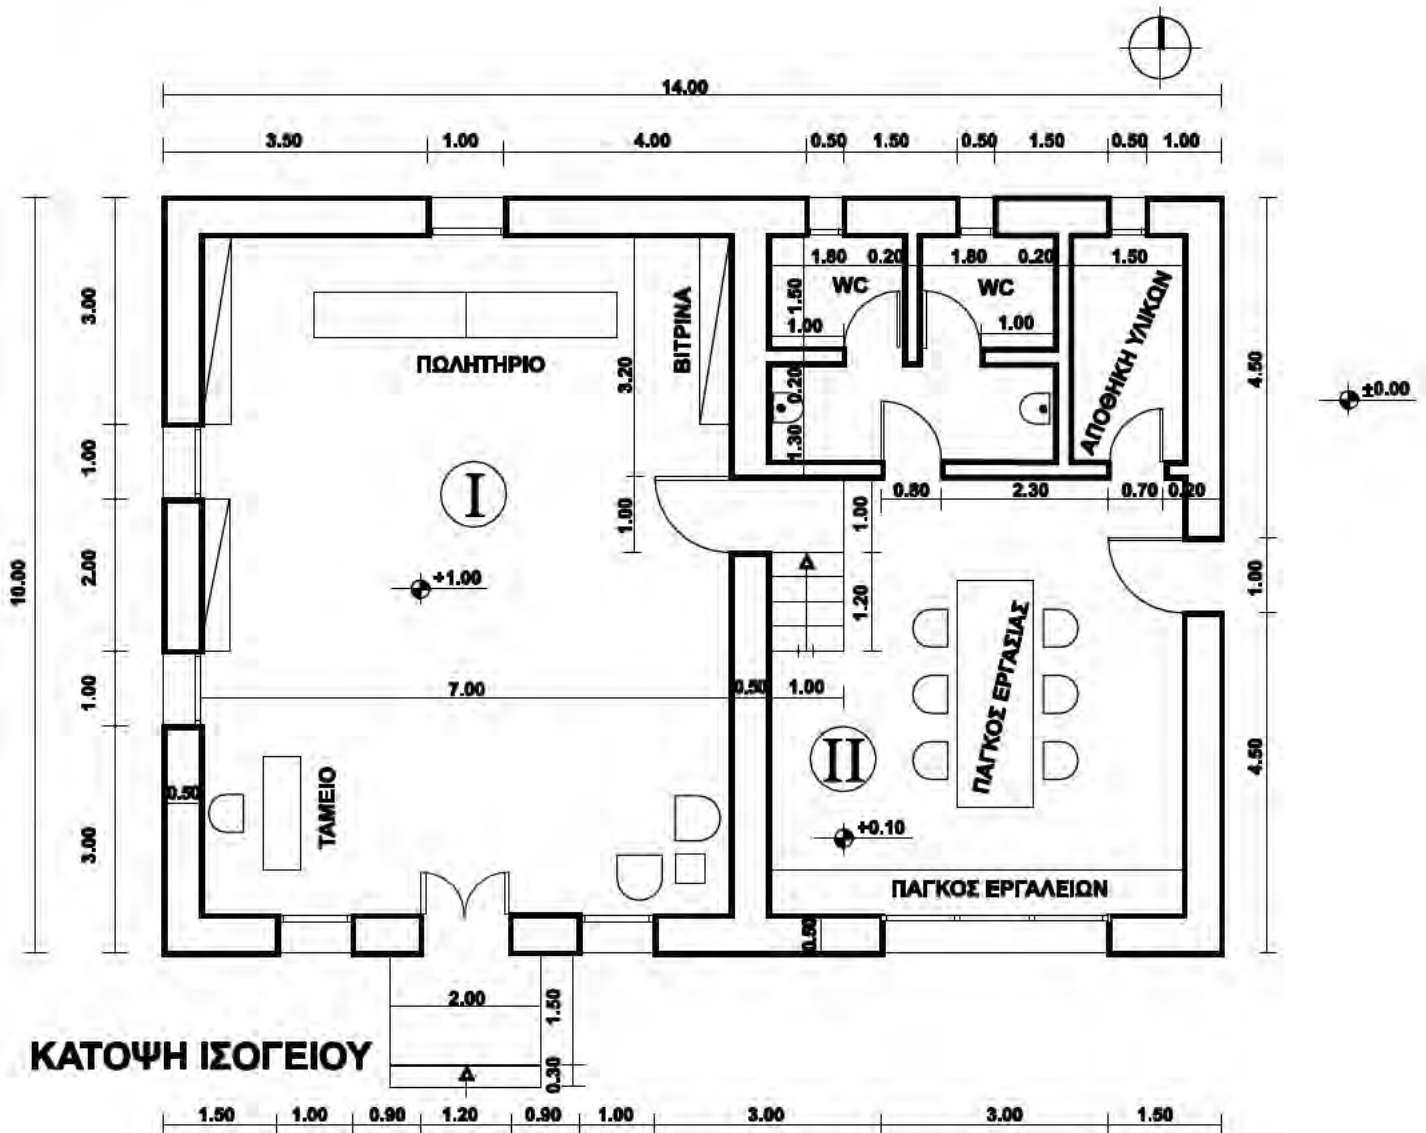 14.00
3.50 1.00 4.00 0.50 1.50 0.50 1.50 0.50 1.00
1.80 0.20 1.80 0.20 1.50
WC WC
1.50
1.00 1.00
3.00
ΒΙΤΡΙΝΑ
ΠΩΛΗΤΗΡΙΟ
3.20
0.20
ΑΠΟΘΗΚΗ ΥΛΙΚΩΝ
4.50
±0.00
1.30
1.00
I
0.80 2.30 0.70 0.20
1.00
1.00
10.00
2.00
+1.00
1.20
1.00
ΠΑΓΚΟΣ ΕΡΓΑΣΙΑΣ
1.00
7.00 0.50 1.00
II
0.50
ΤΑΜΕΙΟ
4.50
3.00
+0.10
ΠΑΓΚΟΣ ΕΡΓΑΛΕΙΩΝ
0.50
2.00
1.50
ΚΑΤΟΨΗ ΙΣΟΓΕΙΟΥ
0.30
1.50 1.00 0.90 1.20 0.90 1.00 3.00 3.00 1.50